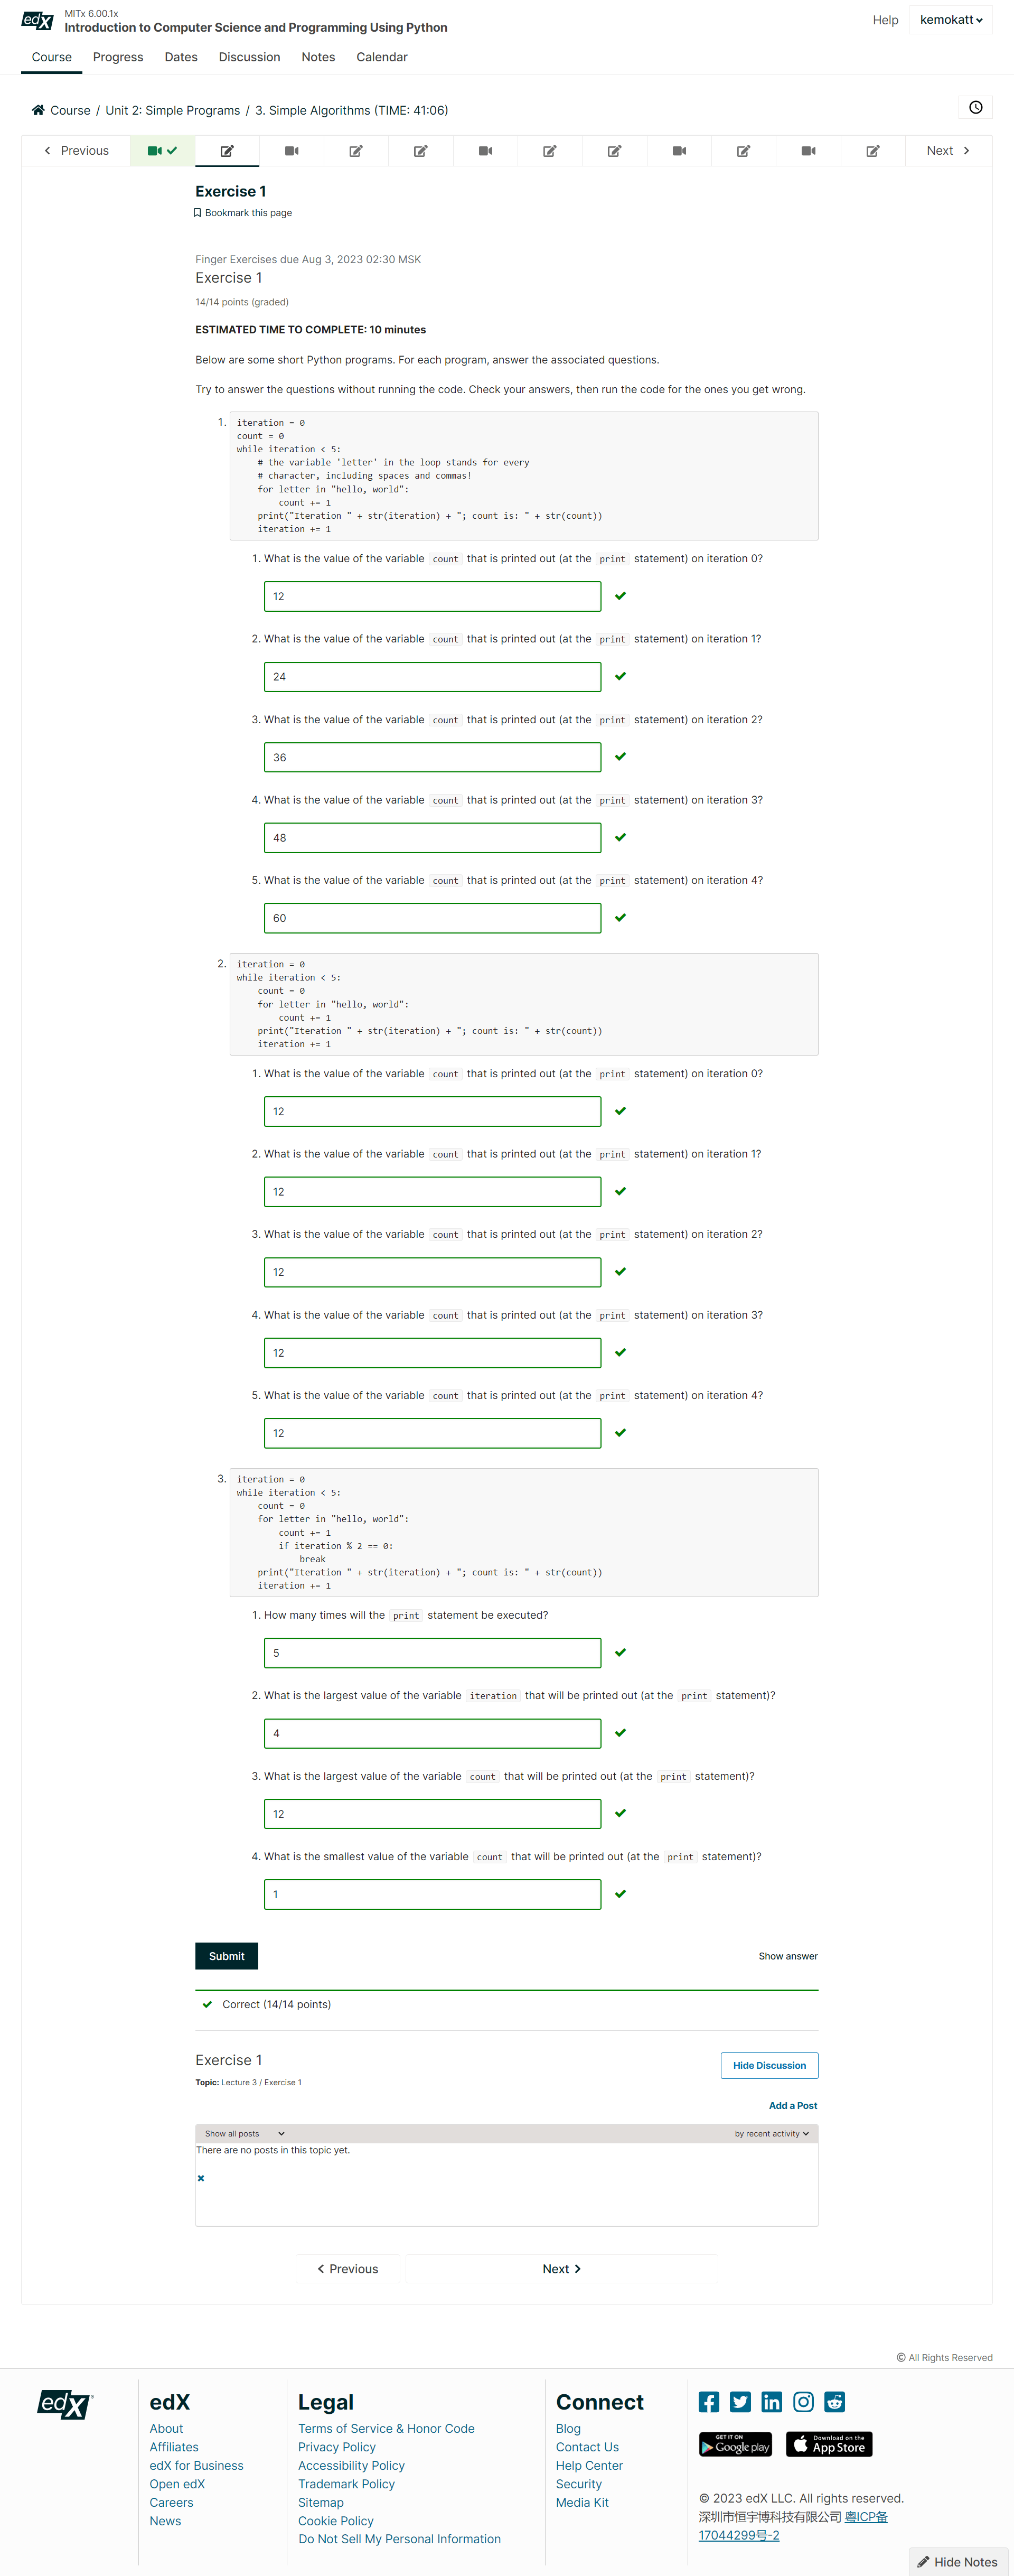 edX
MITx 6.00.1x
Introduction to Computer Science and Programming Using Python
Help
kemokatt
Course Progress Dates Discussion Notes Calendar
Course / Unit 2: Simple Programs / 3. Simple Algorithms (TIME: 41:06)
Previous
Next
Exercise 1
Bookmark this page
Finger Exercises due Aug 3, 2023 02:30 MSK
Exercise 1
14/14 points (graded)
ESTIMATED TIME TO COMPLETE: 10 minutes
Below are some short Python programs. For each program, answer the associated questions.
Try to answer the questions without running the code. Check your answers, then run the code for the ones you get wrong.
1. iteration = 0
count = 0
while iteration < 5:
    # the variable 'letter' in the loop stands for every
    # character, including spaces and commas!
    for letter in "hello, world":
        count += 1
    print("Iteration " + str(iteration) + "; count is: " + str(count))
    iteration += 1
1. What is the value of the variable count that is printed out (at the print statement) on iteration 0?
12
2. What is the value of the variable count that is printed out (at the print statement) on iteration 1?
24
3. What is the value of the variable count that is printed out (at the print statement) on iteration 2?
36
4. What is the value of the variable count that is printed out (at the print statement) on iteration 3?
48
5. What is the value of the variable count that is printed out (at the print statement) on iteration 4?
60
2. iteration = 0
while iteration < 5:
    count = 0
    for letter in "hello, world":
        count += 1
    print("Iteration " + str(iteration) + "; count is: " + str(count))
    iteration += 1
1. What is the value of the variable count that is printed out (at the print statement) on iteration 0?
12
2. What is the value of the variable count that is printed out (at the print statement) on iteration 1?
12
3. What is the value of the variable count that is printed out (at the print statement) on iteration 2?
12
4. What is the value of the variable count that is printed out (at the print statement) on iteration 3?
12
5. What is the value of the variable count that is printed out (at the print statement) on iteration 4?
12
3. iteration = 0
while iteration < 5:
    count = 0
    for letter in "hello, world":
        count += 1
        if iteration % 2 == 0:
            break
    print("Iteration " + str(iteration) + "; count is: " + str(count))
    iteration += 1
1. How many times will the print statement be executed?
5
2. What is the largest value of the variable iteration that will be printed out (at the print statement)?
4
3. What is the largest value of the variable count that will be printed out (at the print statement)?
12
4. What is the smallest value of the variable count that will be printed out (at the print statement)?
1
Submit
Show answer
Correct (14/14 points)
Exercise 1
Hide Discussion
Topic: Lecture 3 / Exercise 1
Add a Post
Show all posts
by recent activity
There are no posts in this topic yet.
Previous
Next
© All Rights Reserved
edX
edX
About
Affiliates
edX for Business
Open edX
Careers
News
Legal
Terms of Service & Honor Code
Privacy Policy
Accessibility Policy
Trademark Policy
Sitemap
Cookie Policy
Do Not Sell My Personal Information
Connect
Blog
Contact Us
Help Center
Security
Media Kit
GET IT ON
Google play
Download on the
App Store
© 2023 edX LLC. All rights reserved.
深圳市恒宇博科技有限公司 粤ICP备
17044299号-2
Hide Notes